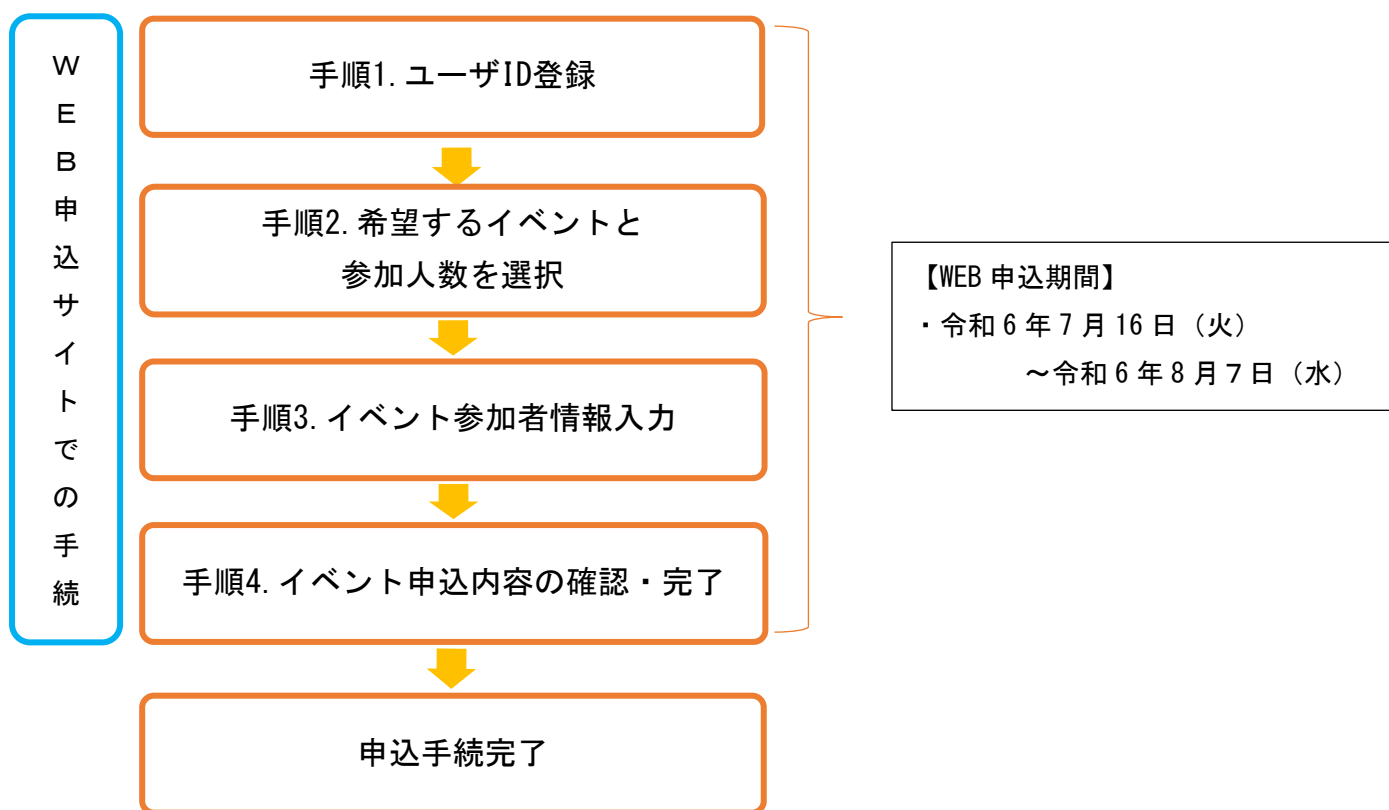 WEB申込サイトでの手続
手順1.ユーザID登録
手順2.希望するイベントと
参加人数を選択
手順3.イベント参加者情報入力
手順4.イベント申込内容の確認・完了
申込手続完了
【WEB申込期間】
・令和6年7月16日（火）
～令和6年8月７日（水）